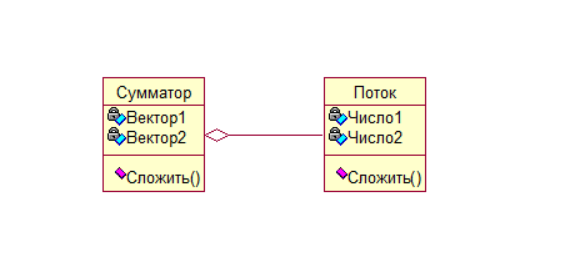 Сумматор
Вектор1
Вектор2
Сложить()
Поток
Число1
Число2
Сложить()